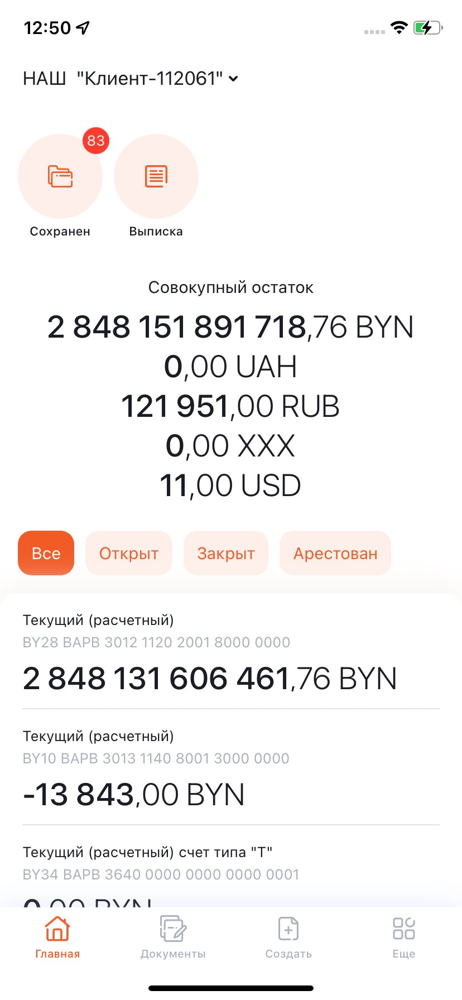 12:50
НАШ "Клиент-112061"
83
Сохранен
Выписка
Совокупный остаток
2 848 151 891 718,76 BYN
0,00 UAH
121 951,00 RUB
0,00 XXX
11,00 USD
Все
Открыт
Закрыт
Арестован
Текущий (расчетный)
BY28 BAPB 3012 1120 2001 8000 0000
2 848 131 606 461,76 BYN
Текущий (расчетный)
BY10 BAPB 3013 1140 8001 3000 0000
-13 843,00 BYN
Текущий (расчетный) счет типа "Т"
BY34 BAPB 3640 0000 0000 0000 0001
0,00 BYN
Главная
Документы
Создать
Еще